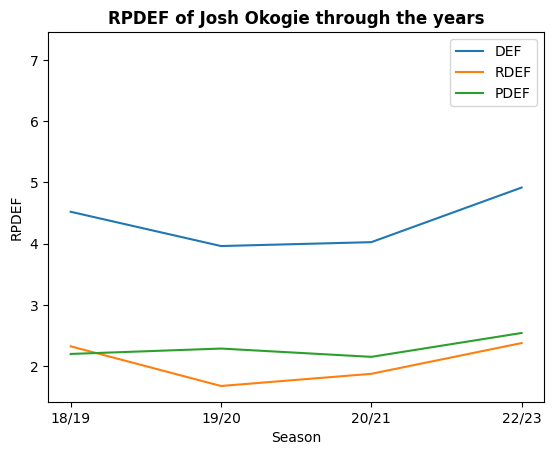 RPDEF of Josh Okogie through the years
DEF
RDEF
PDEF
7
6
5
4
3
2
RPDEF
18/19 19/20 20/21 22/23
Season